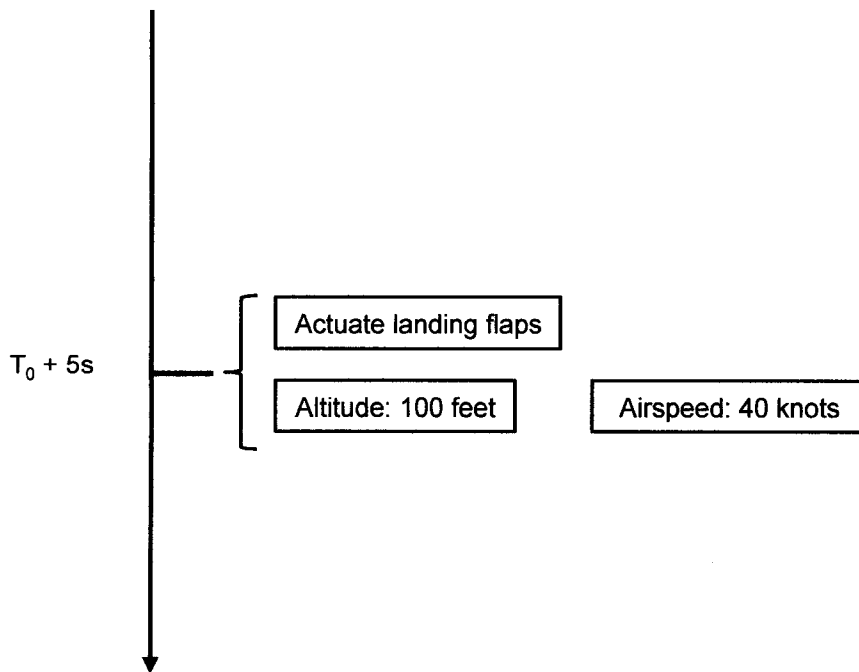 Actuate landing flaps
T₀ + 5s
Altitude: 100 feet
Airspeed: 40 knots